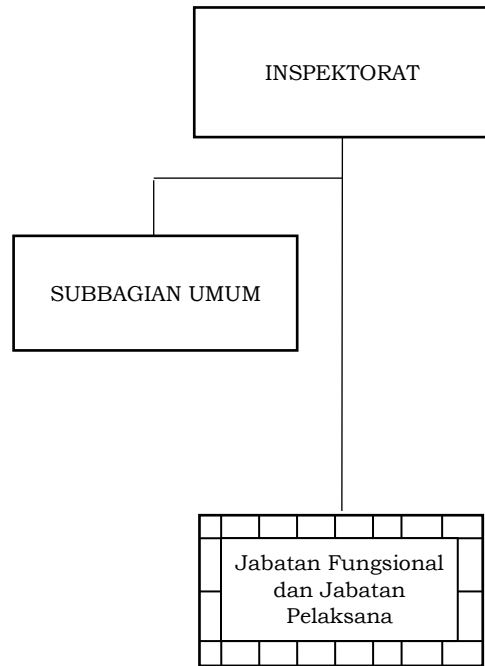 INSPEKTORAT
SUBBAGIAN UMUM
Jabatan Fungsional
dan Jabatan
Pelaksana